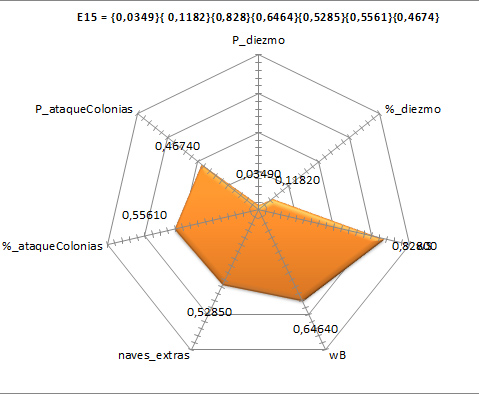 E15 = {0,0349}{ 0,1182}{0,828}{0,6464}{0,5285}{0,5561}{0,4674}
P_diezmo
P_ataqueColonias
%_diezmo
0,46740
0,03490
0,11820
0,55610
%_ataqueColonias
0,52850
0,64640
naves_extras
wB